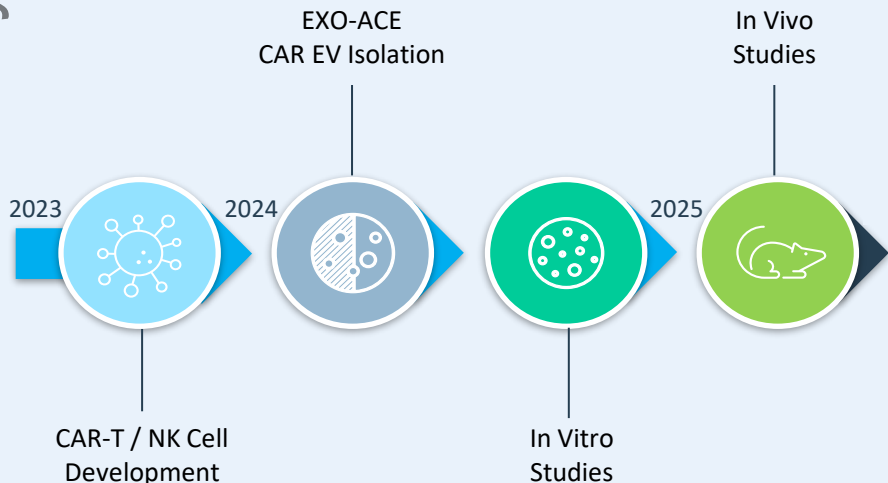 EXO-ACE
CAR EV Isolation
In Vivo
Studies
2023
2024
2025
CAR-T / NK Cell
Development
In Vitro
Studies